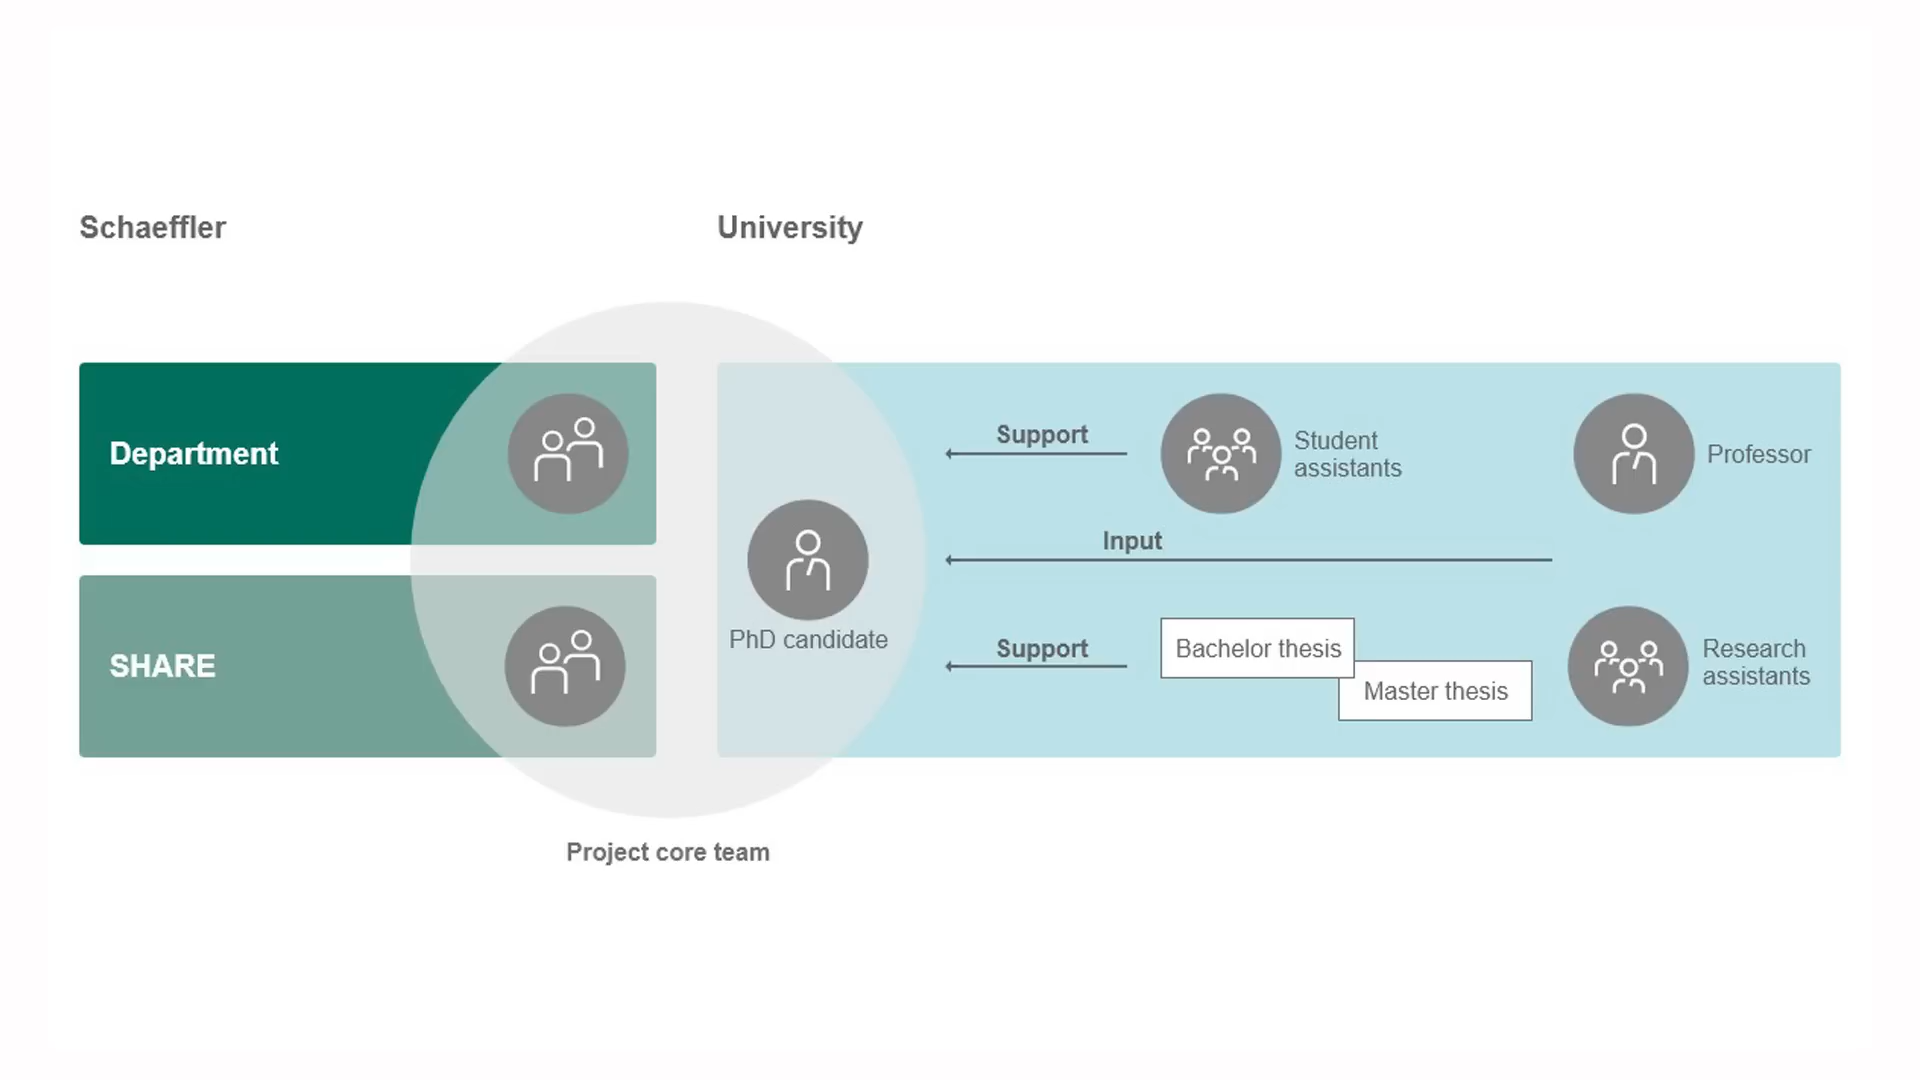 Schaeffler
University
Department
SHARE
PhD candidate
Support
Student
assistants
Professor
Input
Support
Bachelor thesis
Master thesis
Research
assistants
Project core team